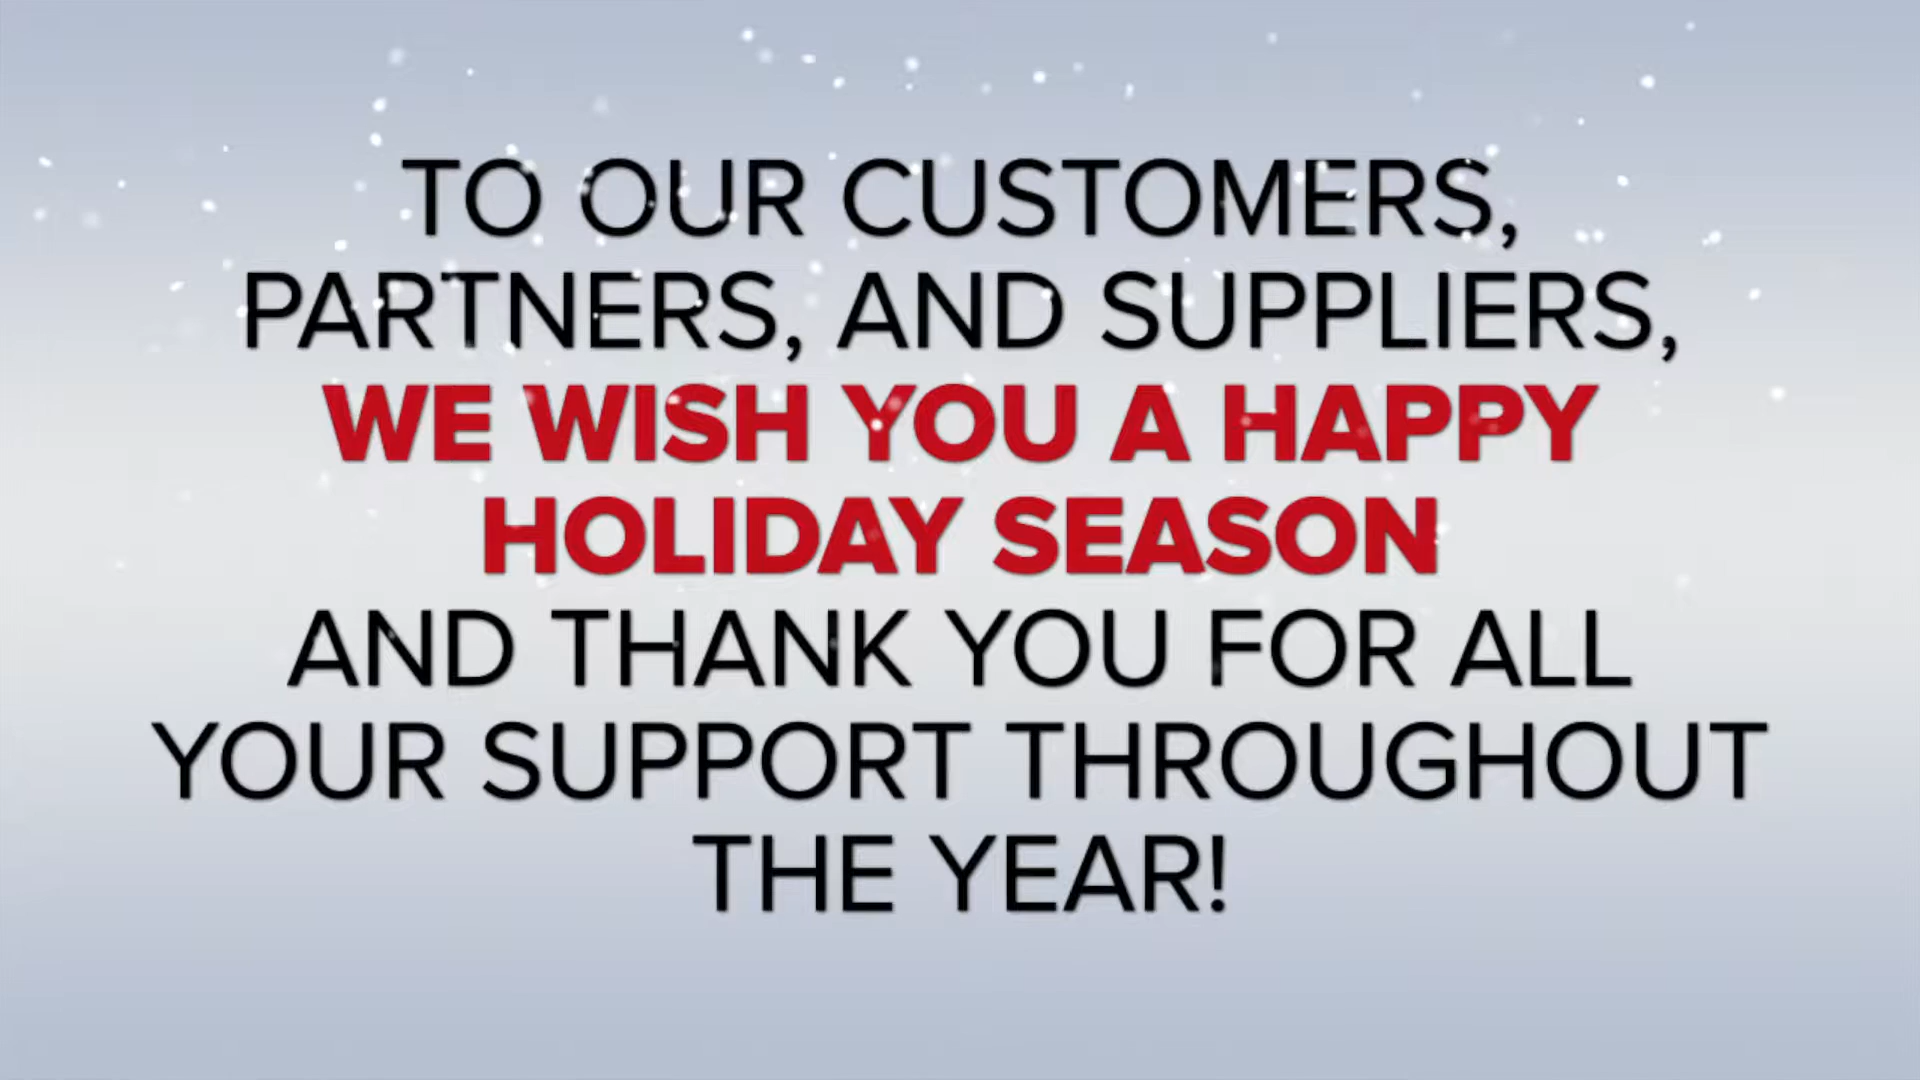 TO OUR CUSTOMERS,
PARTNERS, AND SUPPLIERS,
WE WISH YOU A HAPPY
HOLIDAY SEASON
AND THANK YOU FOR ALL
YOUR SUPPORT THROUGHOUT
THE YEAR!